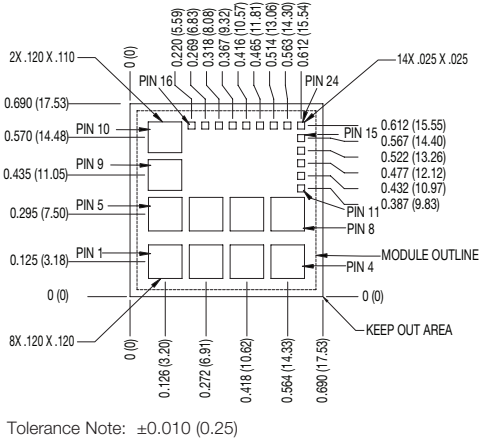 0 (0)
0.220 (5.59)
0.269 (6.83)
0.318 (8.08)
0.367 (9.32)
0.416 (10.57)
0.465 (11.81)
0.514 (13.06)
0.563 (14.30)
0.612 (15.54)
2X .120 X .110
14X .025 X .025
PIN 16
PIN 24
0.690 (17.53)
PIN 10
0.570 (14.48)
PIN 9
0.435 (11.05)
PIN 5
0.295 (7.50)
PIN 1
0.125 (3.18)
0 (0)
0.612 (15.55)
PIN 15
0.567 (14.40)
0.522 (13.26)
0.477 (12.12)
0.432 (10.97)
0.387 (9.83)
PIN 11
PIN 8
MODULE OUTLINE
PIN 4
0 (0)
KEEP OUT AREA
8X .120 X .120
0 (0)
0.126 (3.20)
0.272 (6.91)
0.418 (10.62)
0.564 (14.33)
0.690 (17.53)
Tolerance Note: ±0.010 (0.25)